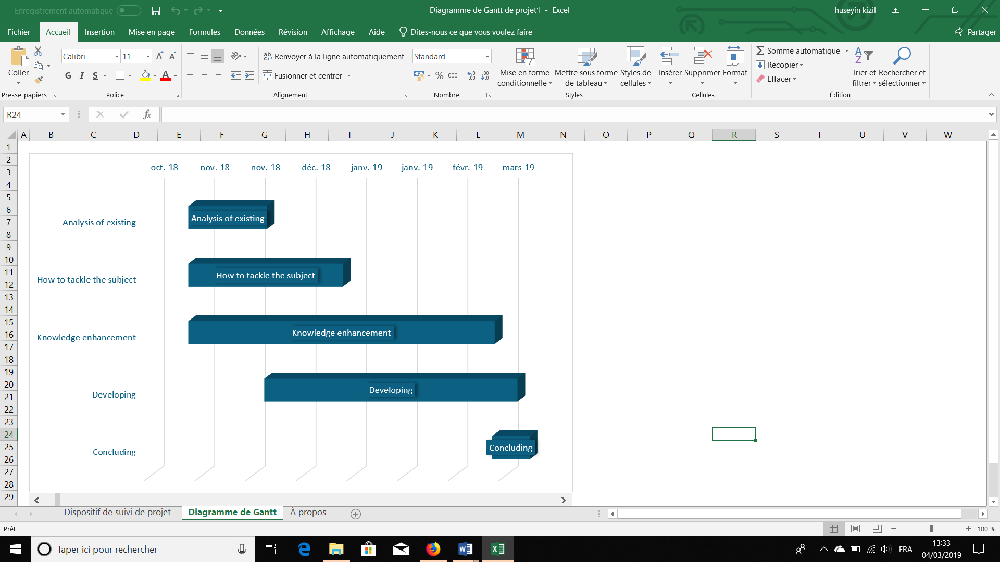 Enregistrement automatique
Diagramme de Gantt de projet1 - Excel
huseyin kizil
Fichier Accueil Insertion Mise en page Formules Données Révision Affichage Aide Dites-nous ce que vous voulez faire Partager
Calibri 11 Renvoyer à la ligne automatiquement Standard
Somme automatique
Recopier
Effacer
Coller
G I S A Fusionner et centrer % 000
Mise en forme conditionnelle
Mettre sous forme de tableau
Styles de cellules
Insérer Supprimer Format
Trier et filtrer
Rechercher et sélectionner
Presse-papiers Police Alignement Nombre Styles Cellules Édition
R24 fx
A B C D E F G H I J K L M N O P Q R S T U V W
1
2
3
4
5
6
7
8
9
10
11
12
13
14
15
16
17
18
19
20
21
22
23
24
25
26
27
28
29
oct.-18 nov.-18 nov.-18 déc.-18 janv.-19 janv.-19 févr.-19 mars-19
Analysis of existing
Analysis of existing
How to tackle the subject
How to tackle the subject
Knowledge enhancement
Knowledge enhancement
Developing
Developing
Concluding
Concluding
Dispositif de suivi de projet Diagramme de Gantt À propos
Prêt
100 %
Taper ici pour rechercher
FRA
13:33
04/03/2019